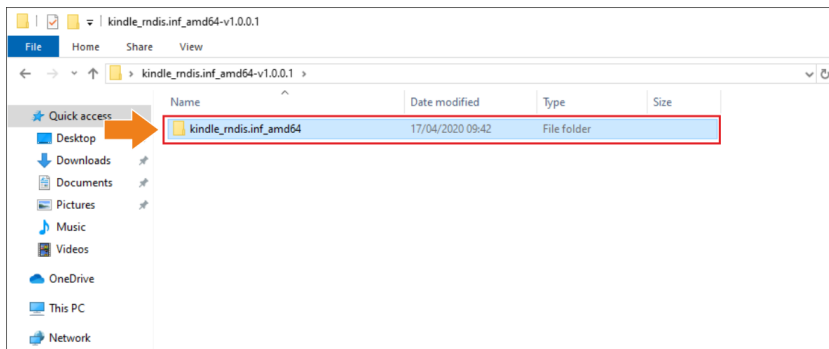 kindle_rndis.inf_amd64-v1.0.0.1
File Home Share View
kindle_rndis.inf_amd64-v1.0.0.1
Name Date modified Type Size
Quick access
kindle_rndis.inf_amd64 17/04/2020 09:42 File folder
Desktop
Downloads
Documents
Pictures
Music
Videos
OneDrive
This PC
Network